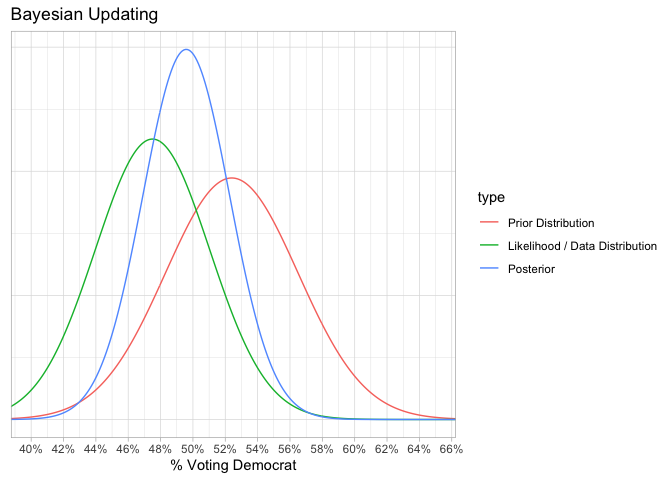 Bayesian Updating
type
Prior Distribution
Likelihood / Data Distribution
Posterior
40% 42% 44% 46% 48% 50% 52% 54% 56% 58% 60% 62% 64% 66%
% Voting Democrat